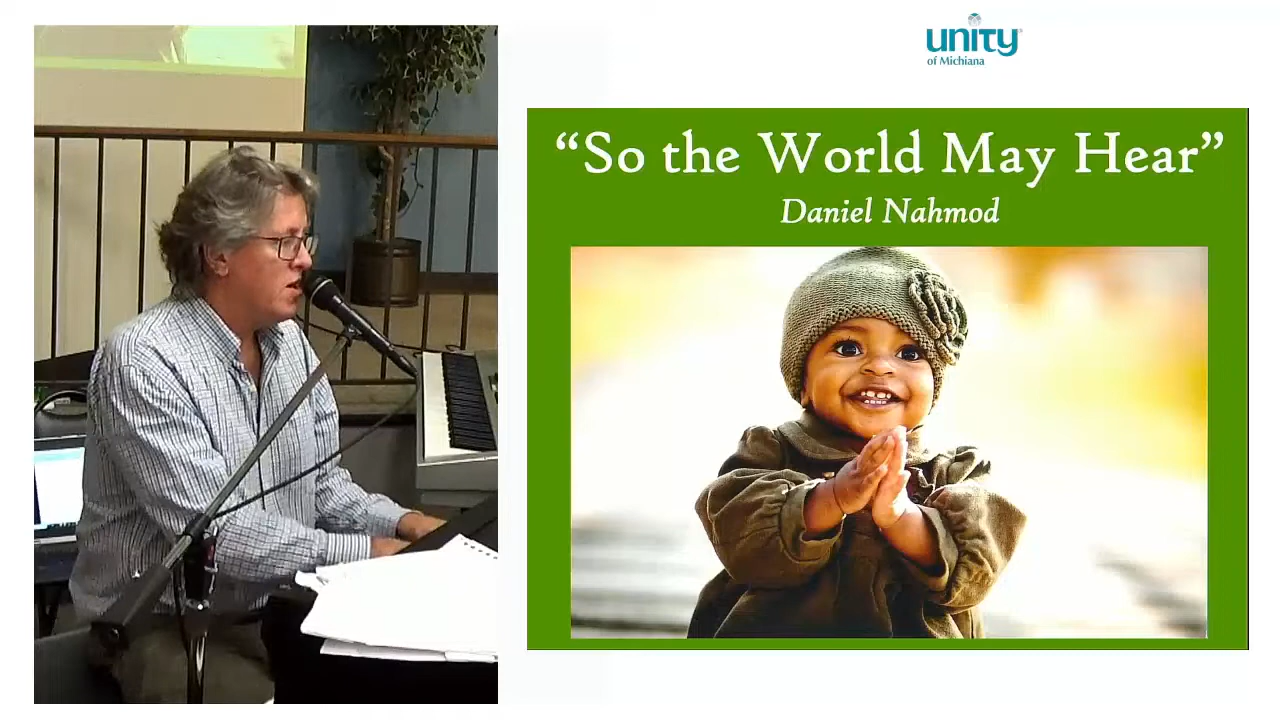 unity
of Michiana
“So the World May Hear”
Daniel Nahmod